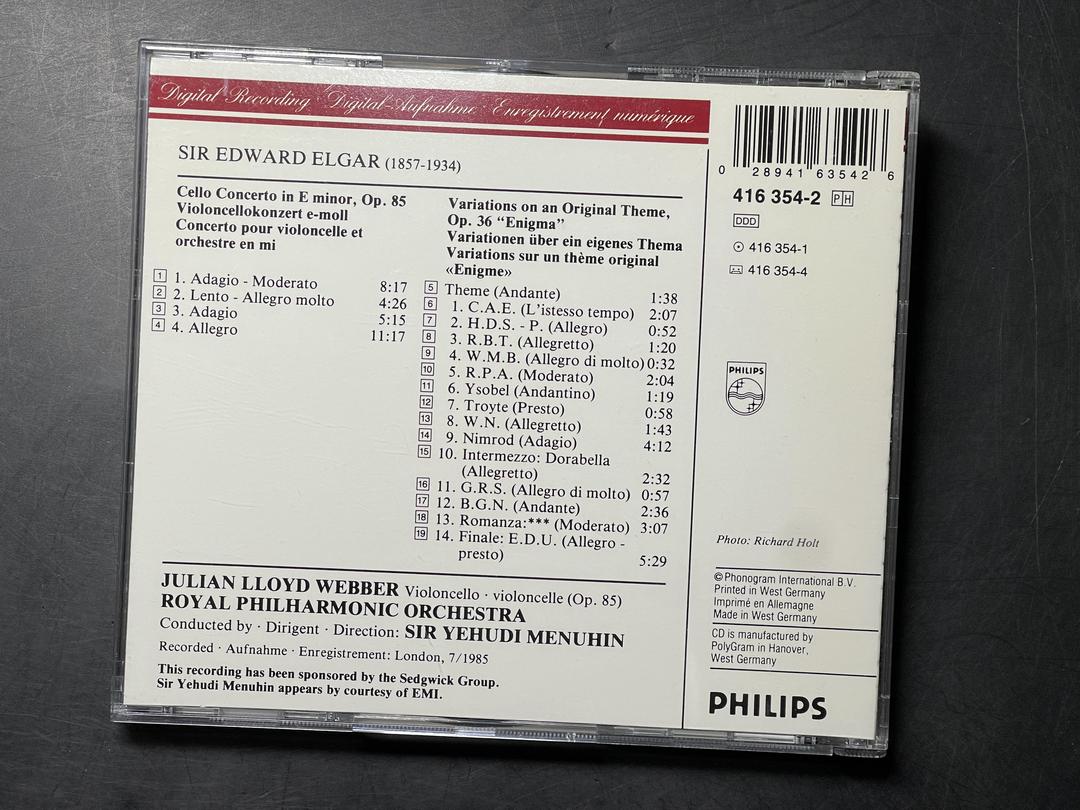 Digital Recording Digital-Aufnahme Enregistrement numérique
SIR EDWARD ELGAR (1857-1934)
Cello Concerto in E minor, Op. 85
Violoncellokonzert e-moll
Concerto pour violoncelle et
orchestre en mi
1 1. Adagio - Moderato 8:17
2 2. Lento - Allegro molto 4:26
3 3. Adagio 5:15
4 4. Allegro 11:17
Variations on an Original Theme,
Op. 36 “Enigma”
Variationen über ein eigenes Thema
Variations sur un thème original
«Enigme»
5 Theme (Andante) 1:38
6 1. C.A.E. (L'istesso tempo) 2:07
7 2. H.D.S. - P. (Allegro) 0:52
8 3. R.B.T. (Allegretto) 1:20
9 4. W.M.B. (Allegro di molto) 0:32
10 5. R.P.A. (Moderato) 2:04
11 6. Ysobel (Andantino) 1:19
12 7. Troyte (Presto) 0:58
13 8. W.N. (Allegretto) 1:43
14 9. Nimrod (Adagio) 4:12
15 10. Intermezzo: Dorabella
(Allegretto) 2:32
16 11. G.R.S. (Allegro di molto) 0:57
17 12. B.G.N. (Andante) 2:36
18 13. Romanza:*** (Moderato) 3:07
19 14. Finale: E.D.U. (Allegro -
presto) 5:29
JULIAN LLOYD WEBBER Violoncello · violoncelle (Op. 85)
ROYAL PHILHARMONIC ORCHESTRA
Conducted by · Dirigent · Direction: SIR YEHUDI MENUHIN
Recorded · Aufnahme · Enregistrement: London, 7/1985
This recording has been sponsored by the Sedgwick Group.
Sir Yehudi Menuhin appears by courtesy of EMI.
0 28941 63542 6
416 354-2 PH
DDD
416 354-1
416 354-4
PHILIPS
Photo: Richard Holt
© Phonogram International B.V.
Printed in West Germany
Imprimé en Allemagne
Made in West Germany
CD is manufactured by
PolyGram in Hanover,
West Germany
PHILIPS